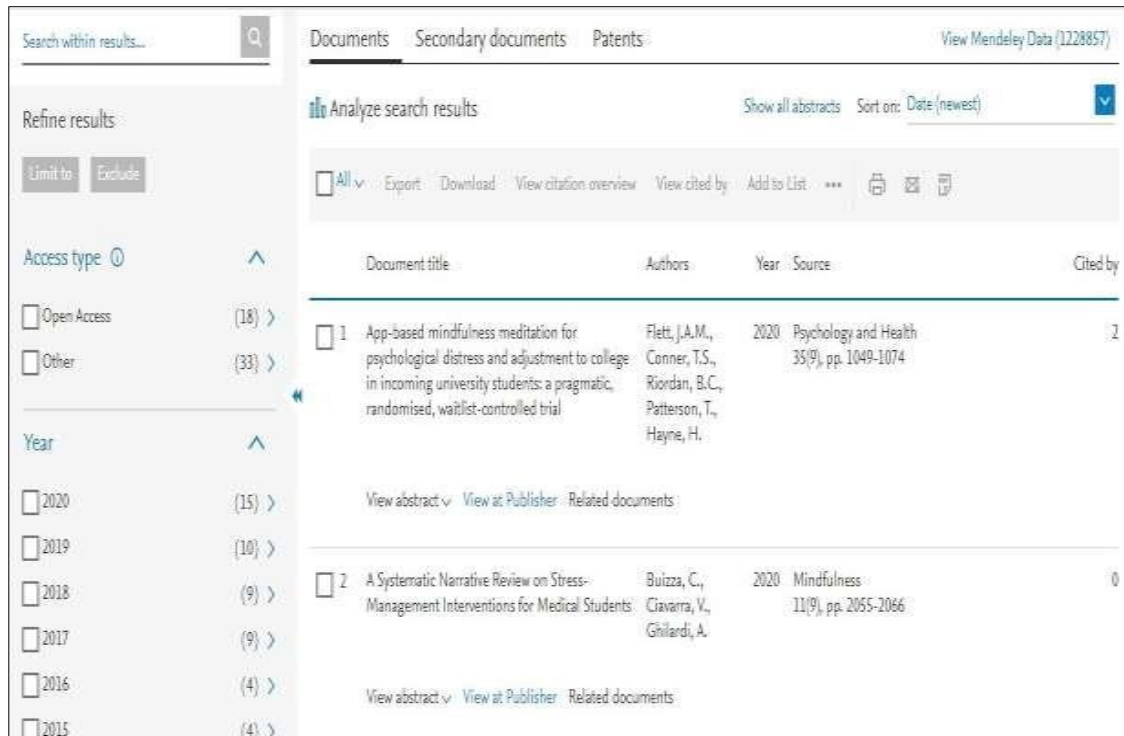 Search within results...
Refine results
Limit to Exclude
Access type
Open Access (18)
Other (33)
Year
2020 (15)
2019 (10)
2018 (9)
2017 (9)
2016 (4)
2015 (4)
Documents Secondary documents Patents View Mendeley Data (1228857)
Analyze search results Show all abstracts Sort on: Date (newest)
All Export Download View citation overview View cited by Add to List •••
Document title Authors Year Source Cited by
1 App-based mindfulness meditation for Flett, J.A.M., 2020 Psychology and Health 2
psychological distress and adjustment to college Conner, T.S., 35(9), pp. 1049-1074
in incoming university students: a pragmatic, Riordan, B.C.,
randomised, waitlist-controlled trial Patterson, T.,
Hayne, H.
View abstract View at Publisher Related documents
2 A Systematic Narrative Review on Stress- Buizza, C., 2020 Mindfulness 0
Management Interventions for Medical Students Ciavarra, V., 11(9), pp. 2055-2066
Ghilardi, A.
View abstract View at Publisher Related documents